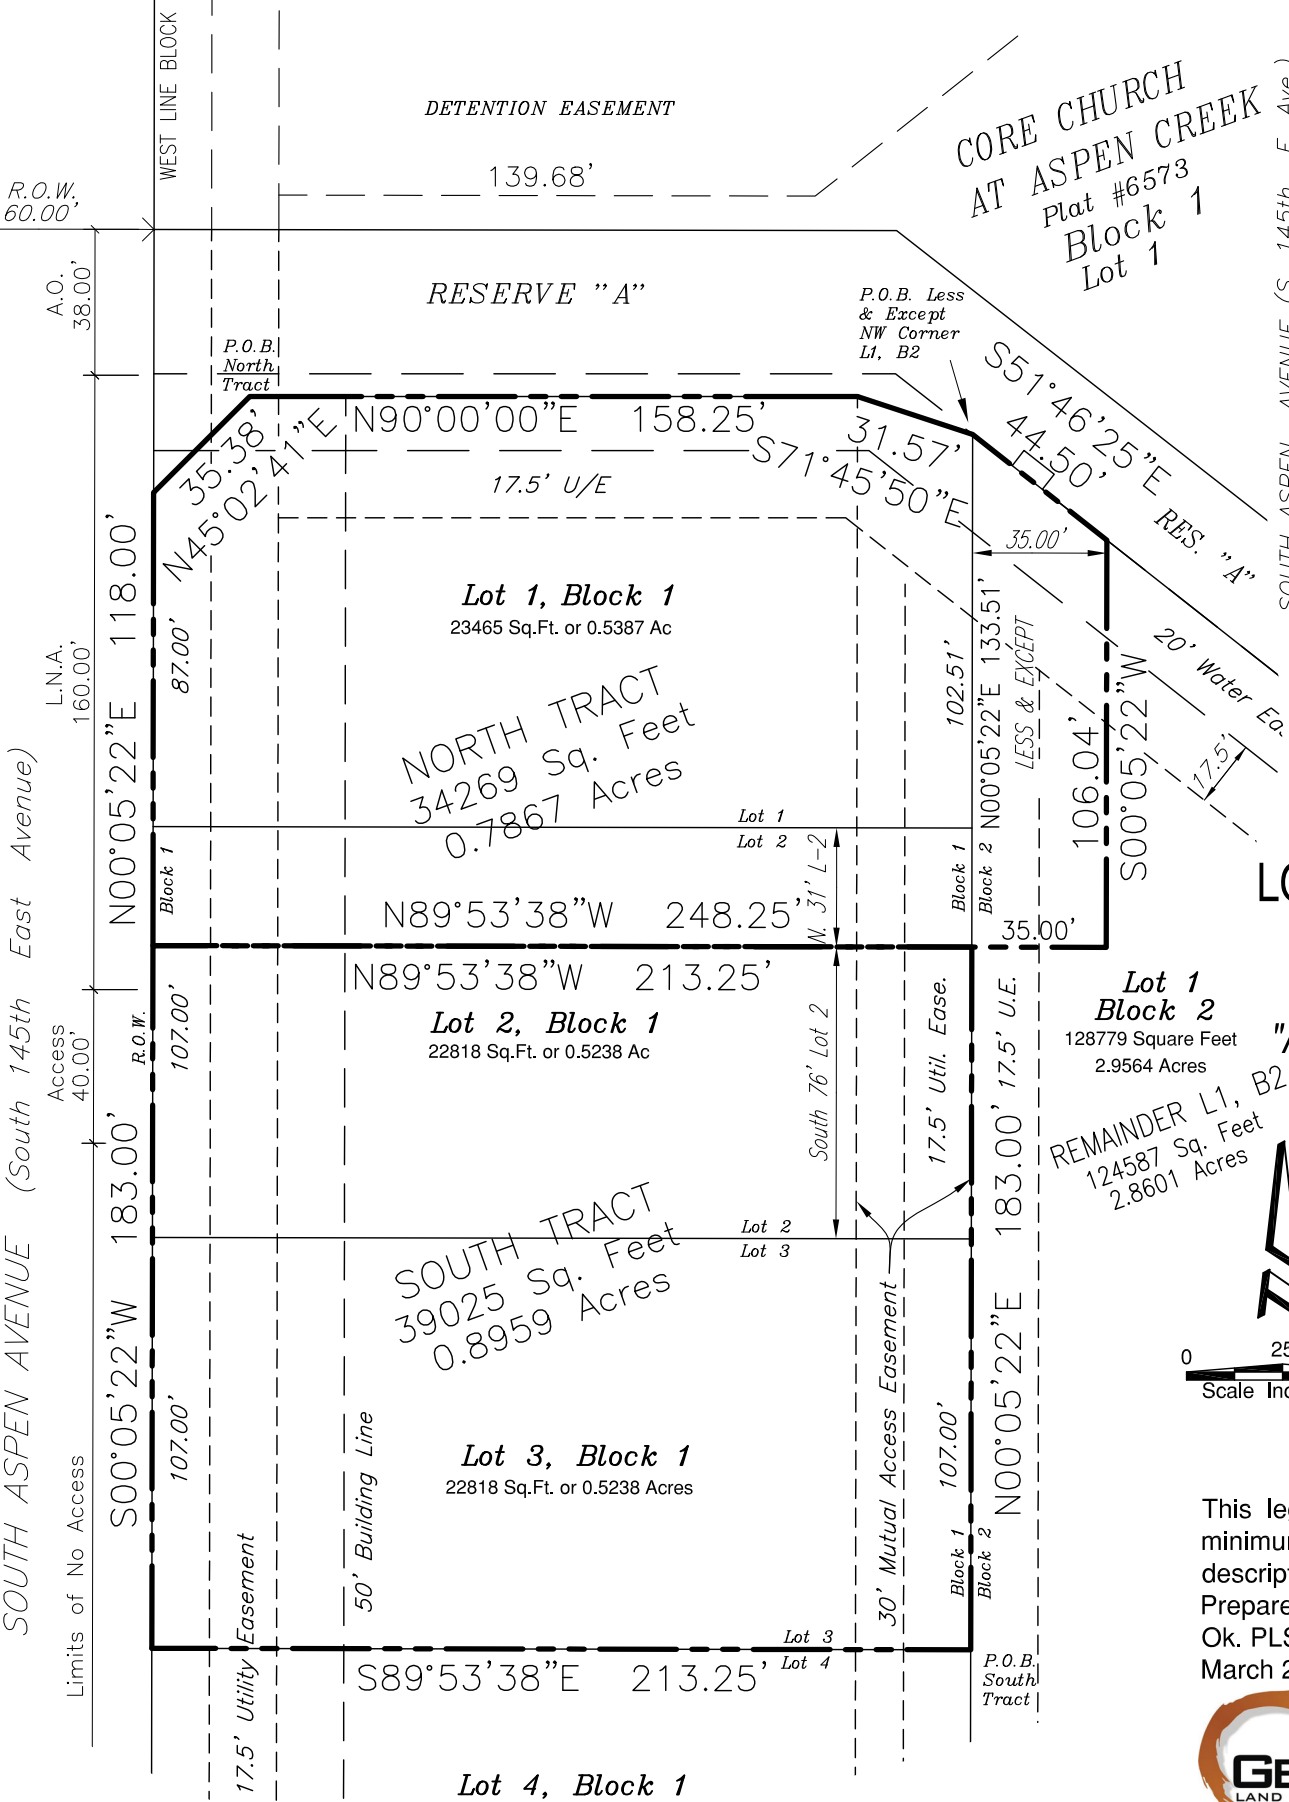 WEST LINE BLOCK
DETENTION EASEMENT
139.68'
CORE CHURCH
AT ASPEN CREEK
Plat #6573
Block 1
Lot 1
R.O.W.
60.00'
A.O.
38.00'
RESERVE "A"
P.O.B. Less
& Except
NW Corner
L1, B2
P.O.B.
North
Tract
N90°00'00"E 158.25'
35.38'
N45°02'41"E
31.57'
S71°45'50"E
S51°46'25"E
44.50'
RES. "A"
17.5' U/E
35.00'
20' Water Ea.
17.5'
Lot 1, Block 1
23465 Sq.Ft. or 0.5387 Ac
NORTH TRACT
34269 Sq. Feet
0.7867 Acres
L.N.A.
160.00'
N00°05'22"E 118.00'
87.00'
102.51'
N00°05'22"E 133.51'
LESS & EXCEPT
106.04'
S00°05'22"W
Lot 1
Lot 2
Block 1
Block 1
Block 2
N. 31' L-2
N89°53'38"W 248.25'
35.00'
N89°53'38"W 213.25'
Lot 2, Block 1
22818 Sq.Ft. or 0.5238 Ac
Lot 1
Block 2
128779 Square Feet
2.9564 Acres
REMAINDER L1, B2
124587 Sq. Feet
2.8601 Acres
SOUTH ASPEN AVENUE (South 145th East Avenue)
Access
40.00'
R.O.W.
107.00'
S00°05'22"W 183.00'
South 76' Lot 2
17.5' Util. Ease.
17.5' U.E.
N00°05'22"E 183.00'
SOUTH TRACT
39025 Sq. Feet
0.8959 Acres
Lot 2
Lot 3
0 25
Scale
Lot 3, Block 1
22818 Sq.Ft. or 0.5238 Acres
107.00'
107.00'
Limits of No Access
17.5' Utility Easement
50' Building Line
30' Mutual Access Easement
Block 1
Block 2
Lot 3
Lot 4
S89°53'38"E 213.25'
P.O.B.
South
Tract
Lot 4, Block 1
This
Prepare
Ok. PLS
March 2
LAND